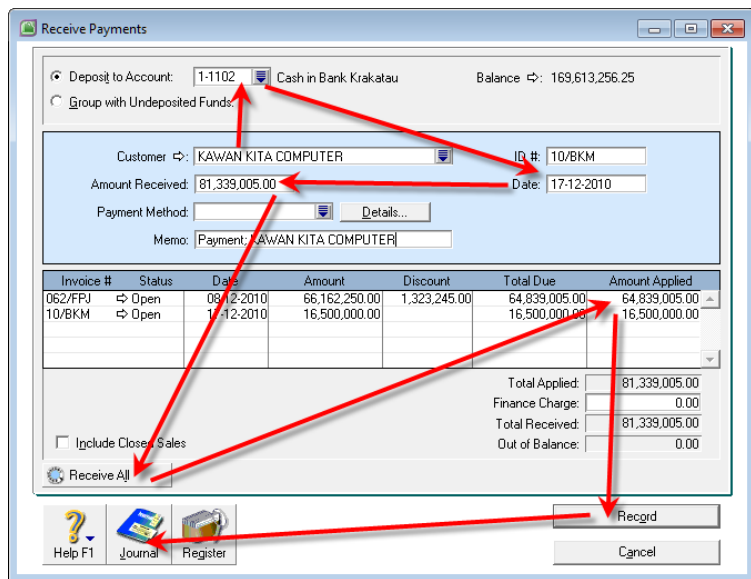 Receive Payments
Deposit to Account: 1-1102 Cash in Bank Krakatau Balance ⇨: 169,613,256.25
Group with Undeposited Funds:
Customer ⇨: KAWAN KITA COMPUTER ID #: 10/BKM
Amount Received: 81,339,005.00 Date: 17-12-2010
Payment Method: Details...
Memo: Payment; KAWAN KITA COMPUTER
Invoice # Status Date Amount Discount Total Due Amount Applied
062/FPJ ⇨ Open 08-12-2010 66,162,250.00 1,323,245.00 64,839,005.00 64,839,005.00
10/BKM ⇨ Open 17-12-2010 16,500,000.00 16,500,000.00 16,500,000.00
Total Applied: 81,339,005.00
Finance Charge: 0.00
Total Received: 81,339,005.00
Include Closed Sales Out of Balance: 0.00
Receive All
Record
Help F1 Journal Register Cancel